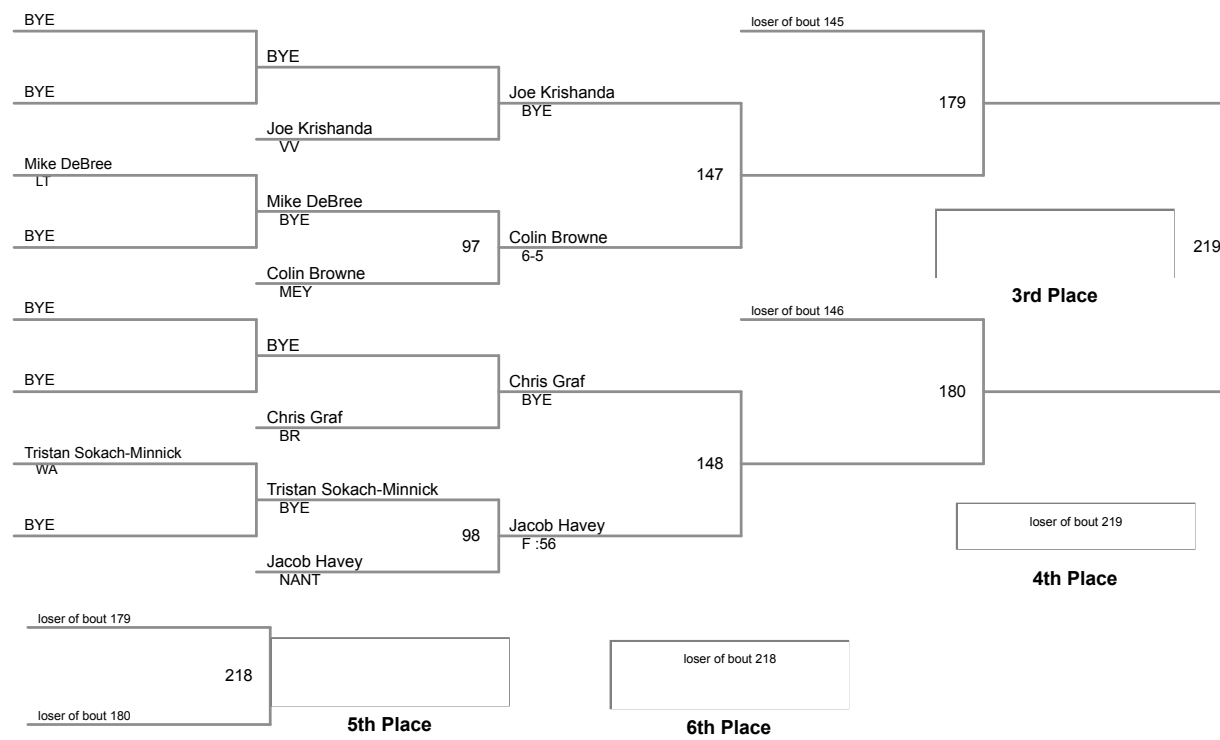 BYE
loser of bout 145
BYE
BYE
Joe Krishanda
BYE
179
Joe Krishanda
VV
Mike DeBree
LT
147
Mike DeBree
BYE
BYE
97
Colin Browne
6-5
219
Colin Browne
MEY
3rd Place
BYE
loser of bout 146
BYE
BYE
Chris Graf
BYE
180
Chris Graf
BR
Tristan Sokach-Minnick
WA
148
Tristan Sokach-Minnick
BYE
BYE
98
Jacob Havey
F :56
loser of bout 219
Jacob Havey
NANT
4th Place
loser of bout 179
218
loser of bout 218
loser of bout 180
5th Place
6th Place